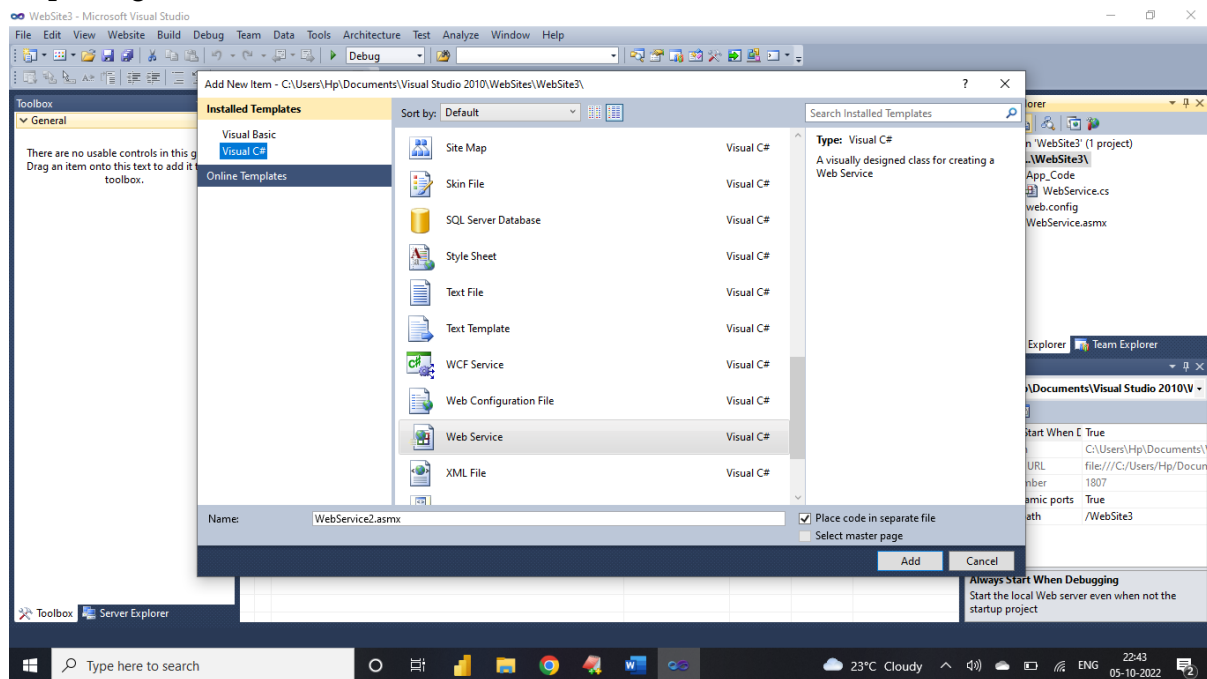 WebSite3 - Microsoft Visual Studio
File Edit View Website Build Debug Team Data Tools Architecture Test Analyze Window Help
Debug
Add New Item - C:\Users\Hp\Documents\Visual Studio 2010\WebSites\WebSite3\
? X
Toolbox
General
There are no usable controls in this g
Drag an item onto this text to add it t
toolbox.
Installed Templates
Visual Basic
Visual C#
Online Templates
Sort by: Default
Search Installed Templates
Site Map Visual C#
Skin File Visual C#
SQL Server Database Visual C#
Style Sheet Visual C#
Text File Visual C#
Text Template Visual C#
WCF Service Visual C#
Web Configuration File Visual C#
Web Service Visual C#
XML File Visual C#
Type: Visual C#
A visually designed class for creating a
Web Service
Name: WebService2.asmx
Place code in separate file
Select master page
Add Cancel
lorer
n 'WebSite3' (1 project)
..\WebSite3\
App_Code
WebService.cs
web.config
WebService.asmx
Explorer Team Explorer
\Documents\Visual Studio 2010\V
Start When D True
C:\Users\Hp\Documents\
URL file:///C:/Users/Hp/Docun
mber 1807
amic ports True
ath /WebSite3
Always Start When Debugging
Start the local Web server even when not the
startup project
Toolbox Server Explorer
Type here to search
23°C Cloudy
ENG
22:43
05-10-2022
2